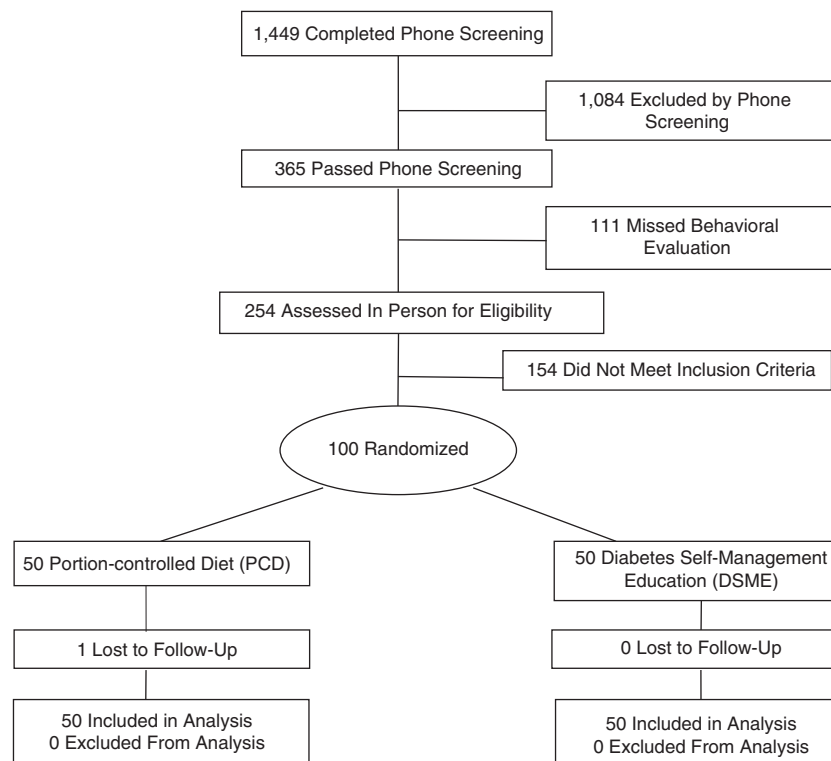 1,449 Completed Phone Screening
1,084 Excluded by Phone
Screening
365 Passed Phone Screening
111 Missed Behavioral
Evaluation
254 Assessed In Person for Eligibility
154 Did Not Meet Inclusion Criteria
100 Randomized
50 Portion-controlled Diet (PCD)
50 Diabetes Self-Management
Education (DSME)
1 Lost to Follow-Up
0 Lost to Follow-Up
50 Included in Analysis
0 Excluded From Analysis
50 Included in Analysis
0 Excluded From Analysis